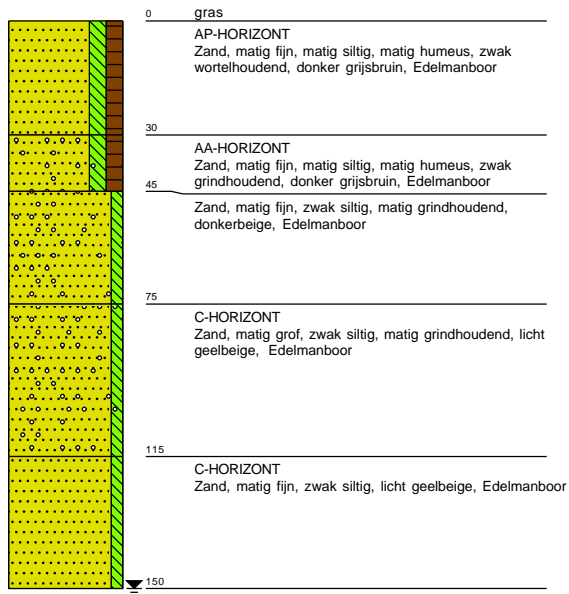 0 gras
AP-HORIZONT
Zand, matig fijn, matig siltig, matig humeus, zwak
wortelhoudend, donker grijsbruin, Edelmanboor
30
AA-HORIZONT
Zand, matig fijn, matig siltig, matig humeus, zwak
grindhoudend, donker grijsbruin, Edelmanboor
45
Zand, matig fijn, zwak siltig, matig grindhoudend,
donkerbeige, Edelmanboor
75
C-HORIZONT
Zand, matig grof, zwak siltig, matig grindhoudend, licht
geelbeige, Edelmanboor
115
C-HORIZONT
Zand, matig fijn, zwak siltig, licht geelbeige, Edelmanboor
150